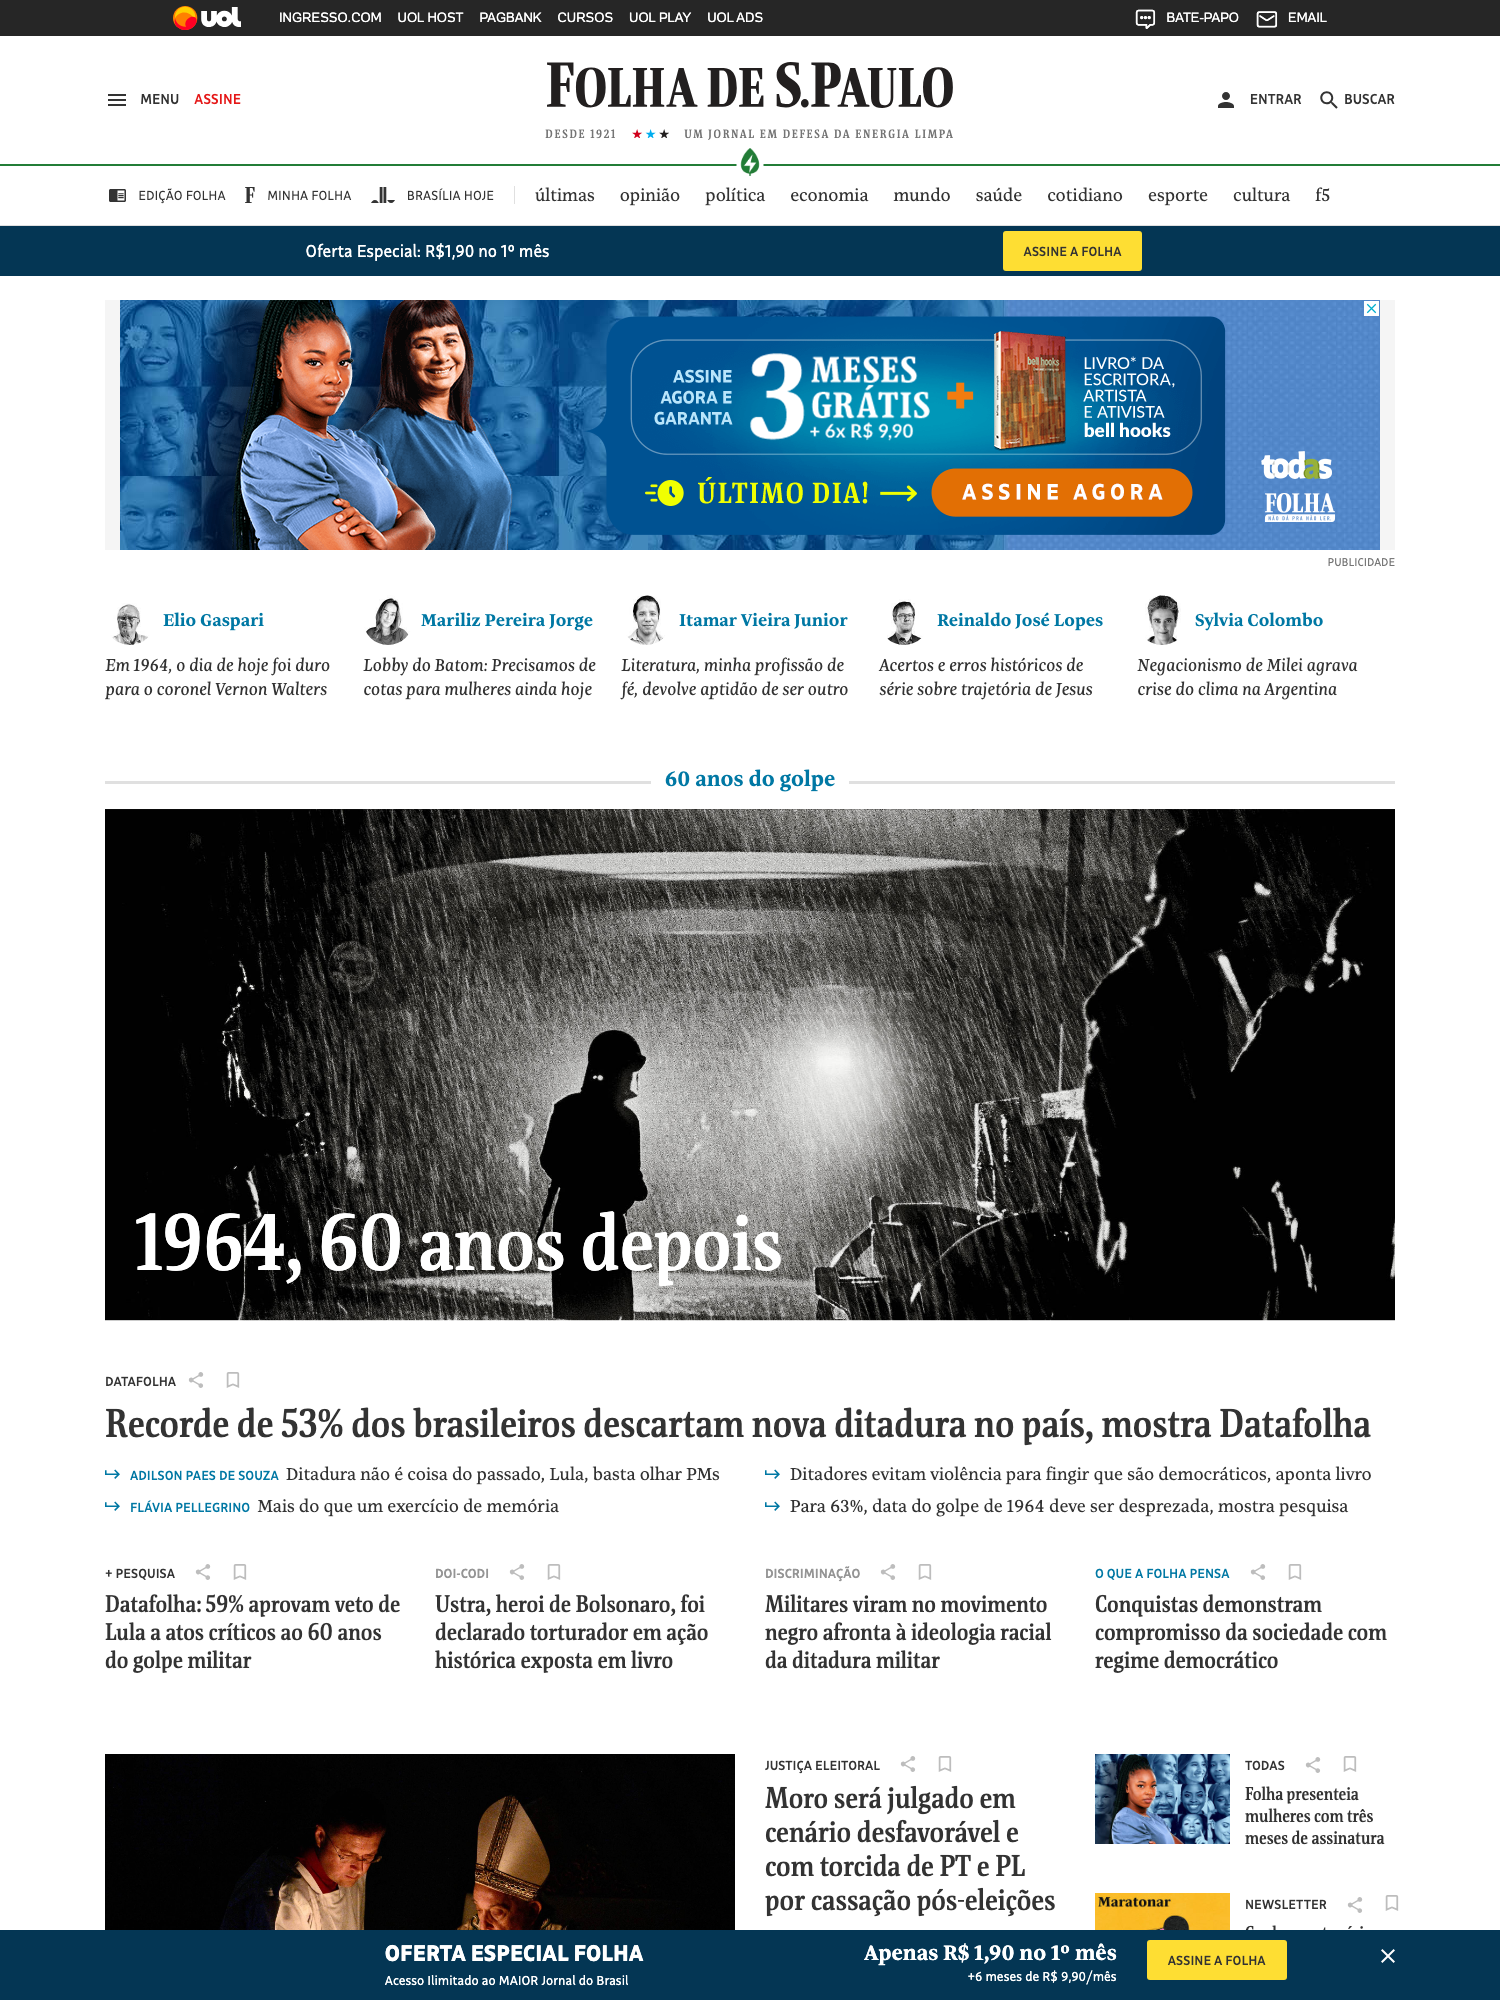 uol
INGRESSO.COM UOL HOST PAGBANK CURSOS UOL PLAY UOL ADS
BATE-PAPO EMAIL
MENU ASSINE
FOLHA DE S.PAULO
ENTRAR BUSCAR
DESDE 1921 ★★★ UM JORNAL EM DEFESA DA ENERGIA LIMPA
EDIÇÃO FOLHA F MINHA FOLHA BRASÍLIA HOJE
últimas opinião política economia mundo saúde cotidiano esporte cultura f5
Oferta Especial: R$1,90 no 1º mês
ASSINE A FOLHA
ASSINE
AGORA E
GARANTA
3 MESES
GRÁTIS
+ 6x R$ 9,90
+
bell hooks
LIVRO* DA
ESCRITORA,
ARTISTA
E ATIVISTA
bell hooks
ÚLTIMO DIA!
ASSINE AGORA
todas
FOLHA
NÃO DÁ PRA NÃO LER.
PUBLICIDADE
Elio Gaspari
Em 1964, o dia de hoje foi duro
para o coronel Vernon Walters
Mariliz Pereira Jorge
Lobby do Batom: Precisamos de
cotas para mulheres ainda hoje
Itamar Vieira Junior
Literatura, minha profissão de
fé, devolve aptidão de ser outro
Reinaldo José Lopes
Acertos e erros históricos de
série sobre trajetória de Jesus
Sylvia Colombo
Negacionismo de Milei agrava
crise do clima na Argentina
60 anos do golpe
1964, 60 anos depois
DATAFOLHA
Recorde de 53% dos brasileiros descartam nova ditadura no país, mostra Datafolha
ADILSON PAES DE SOUZA Ditadura não é coisa do passado, Lula, basta olhar PMs
FLÁVIA PELLEGRINO Mais do que um exercício de memória
Ditadores evitam violência para fingir que são democráticos, aponta livro
Para 63%, data do golpe de 1964 deve ser desprezada, mostra pesquisa
+ PESQUISA
Datafolha: 59% aprovam veto de
Lula a atos críticos ao 60 anos
do golpe militar
DOI-CODI
Ustra, heroi de Bolsonaro, foi
declarado torturador em ação
histórica exposta em livro
DISCRIMINAÇÃO
Militares viram no movimento
negro afronta à ideologia racial
da ditadura militar
O QUE A FOLHA PENSA
Conquistas demonstram
compromisso da sociedade com
regime democrático
JUSTIÇA ELEITORAL
Moro será julgado em
cenário desfavorável e
com torcida de PT e PL
por cassação pós-eleições
TODAS
Folha presenteia
mulheres com três
meses de assinatura
Maratonar
NEWSLETTER
OFERTA ESPECIAL FOLHA
Acesso Ilimitado ao MAIOR Jornal do Brasil
Apenas R$ 1,90 no 1º mês
+6 meses de R$ 9,90/mês
ASSINE A FOLHA